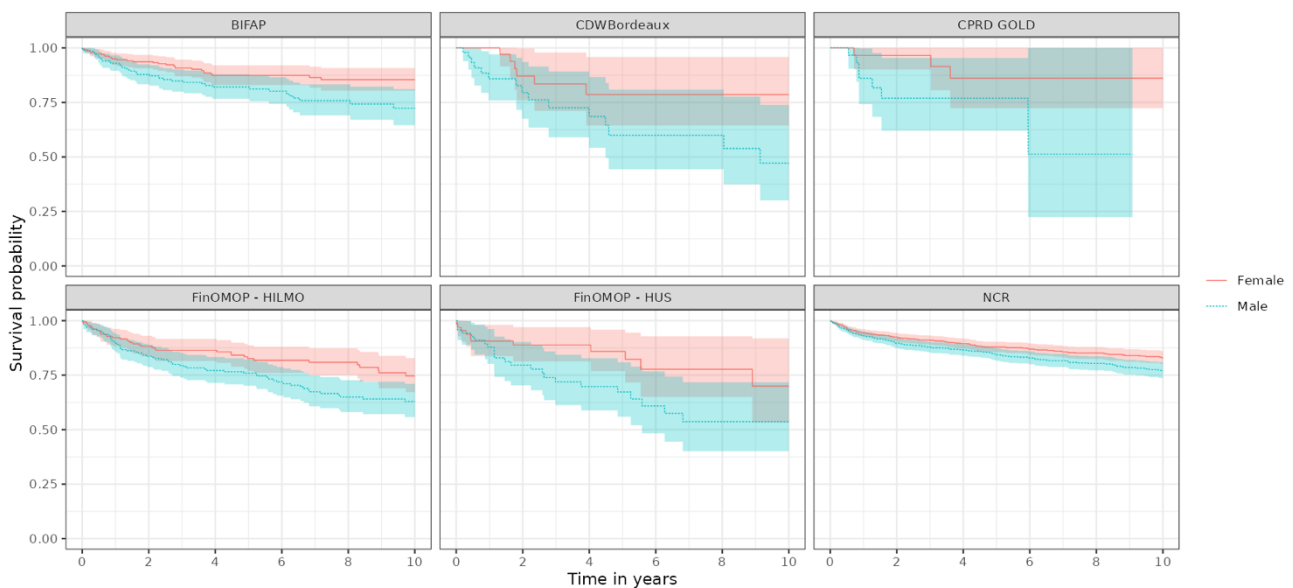 BIFAP CDWBordeaux CPRD GOLD
1.00
0.75
0.50
0.25
0.00
FinOMOP - HILMO FinOMOP - HUS NCR
1.00
0.75
0.50
0.25
0.00
0 2 4 6 8 10 0 2 4 6 8 10 0 2 4 6 8 10
Time in years
Survival probability
Female
Male